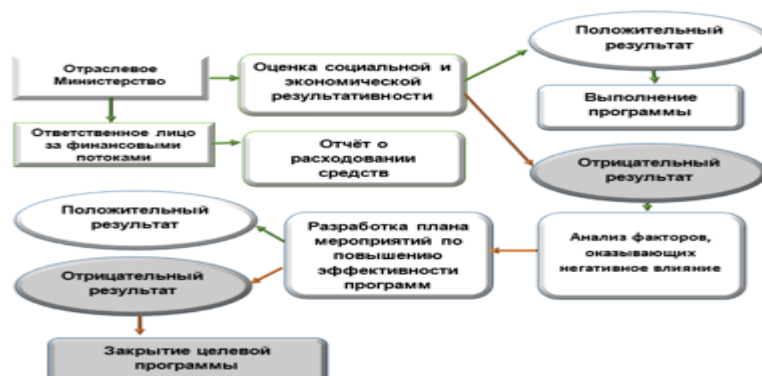 Отраслевое
Министерство
Оценка социальной и
экономической
результативности
Положительный
результат
Выполнение
программы
Ответственное лицо
за финансовыми
потоками
Отчёт о
расходовании
средств
Отрицательный
результат
Анализ факторов,
оказывающих
негативное влияние
Разработка плана
мероприятий по
повышению
эффективности
программ
Положительный
результат
Отрицательный
результат
Закрытие целевой
программы